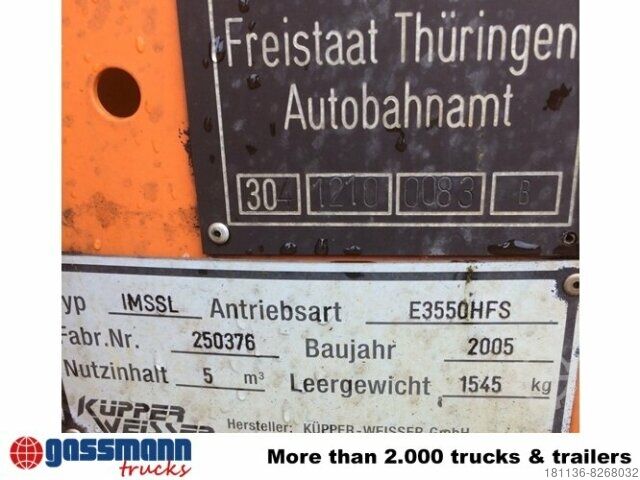 Freistaat Thüringen
Autobahnamt
304 1210 0083 B
typ IMSSL Antriebsart E3550HFS
Fabr.Nr. 250376 Baujahr 2005
Nutzinhalt 5 m³ Leergewicht 1545 kg
KÜPPER WEISSER
Hersteller: KÜPPER-WEISSER GmbH
gassmann trucks
More than 2.000 trucks & trailers
181136-8268032